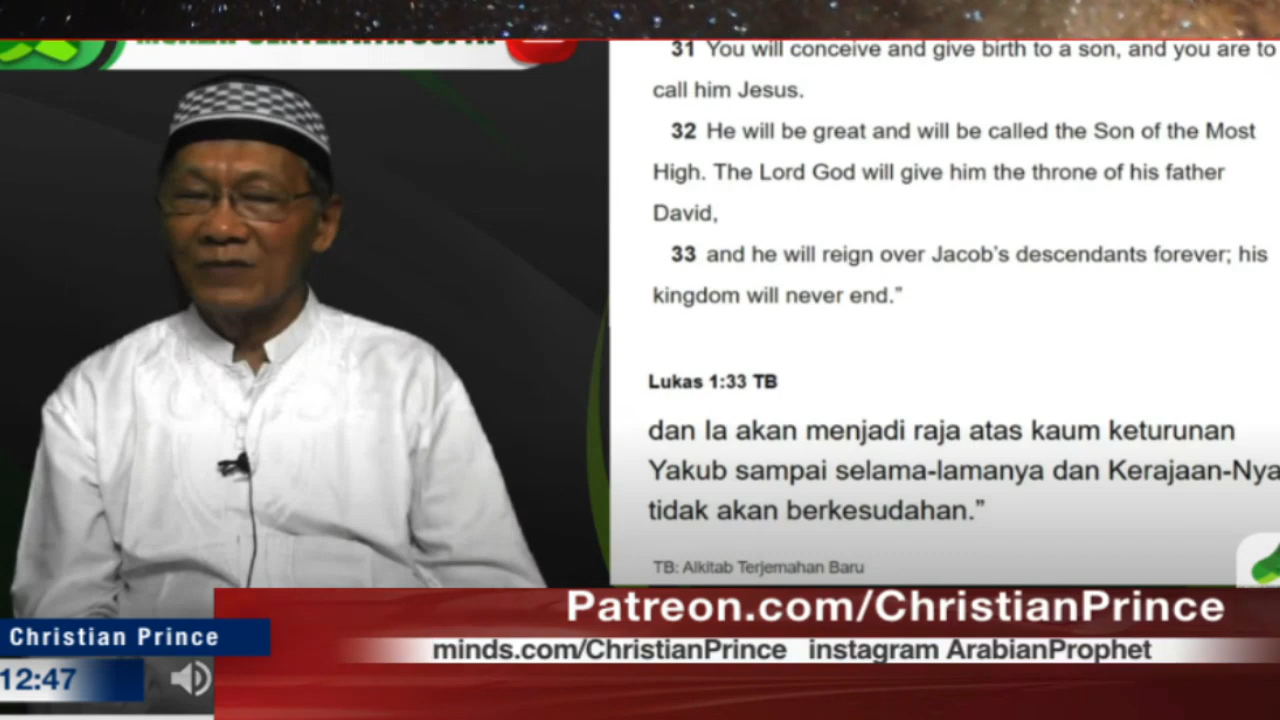 31 You will conceive and give birth to a son, and you are to
call him Jesus.
32 He will be great and will be called the Son of the Most
High. The Lord God will give him the throne of his father
David,
33 and he will reign over Jacob's descendants forever; his
kingdom will never end.”
Lukas 1:33 TB
dan Ia akan menjadi raja atas kaum keturunan
Yakub sampai selama-lamanya dan Kerajaan-Nya
tidak akan berkesudahan.”
TB: Alkitab Terjemahan Baru
Patreon.com/ChristianPrince
Christian Prince
minds.com/ChristianPrince instagram ArabianProphet
12:47